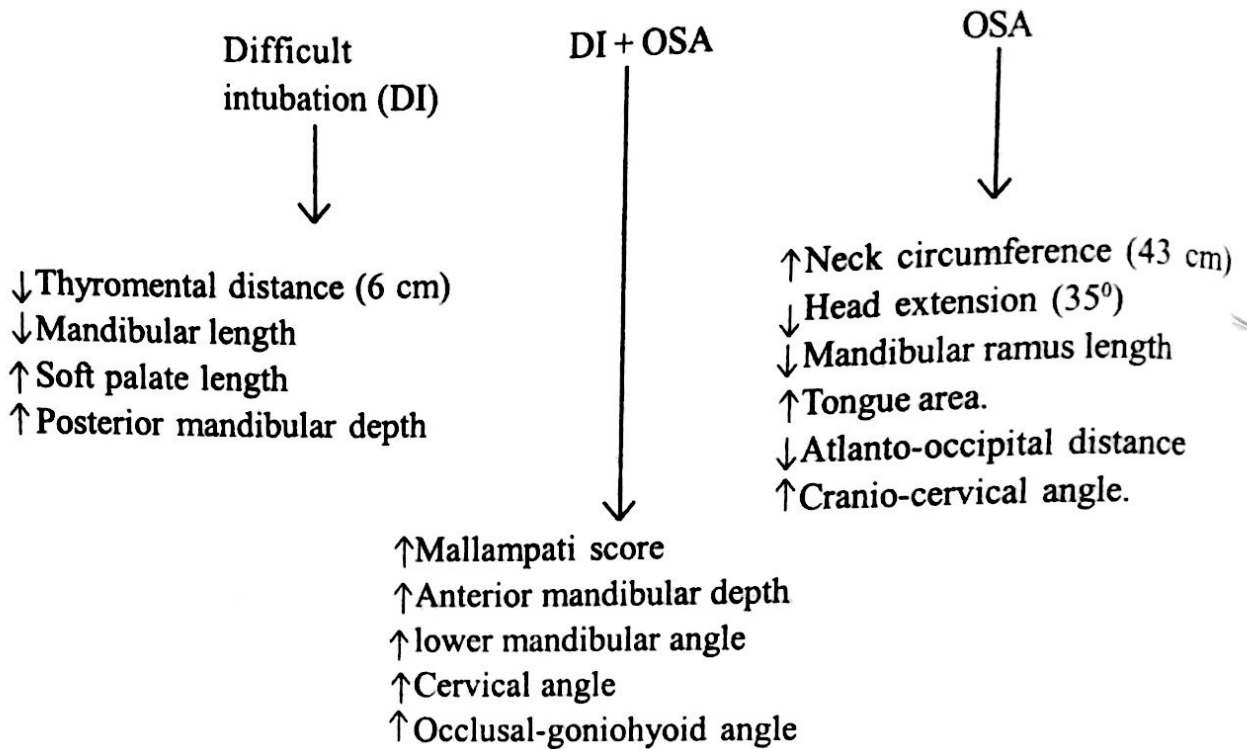 Difficult
intubation (DI)
↓Thyromental distance (6 cm)
↓Mandibular length
↑Soft palate length
↑Posterior mandibular depth
DI + OSA
↑Mallampati score
↑Anterior mandibular depth
↑lower mandibular angle
↑Cervical angle
↑Occlusal-goniohyoid angle
OSA
↑Neck circumference (43 cm)
↓Head extension (35⁰)
↓Mandibular ramus length
↑Tongue area.
↓Atlanto-occipital distance
↑Cranio-cervical angle.